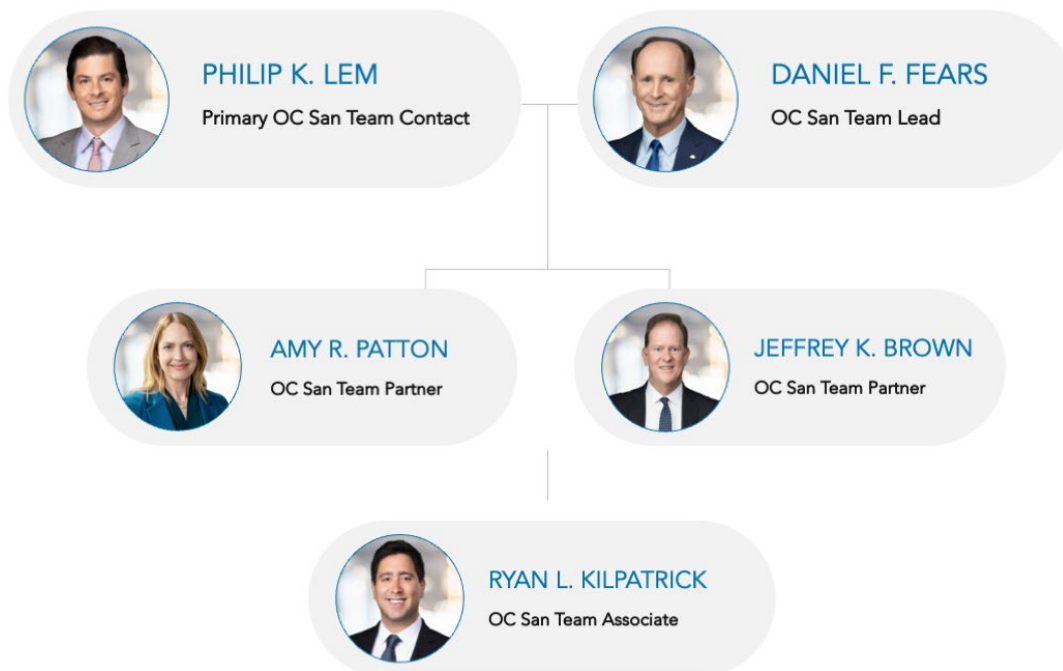 PHILIP K. LEM
Primary OC San Team Contact
DANIEL F. FEARS
OC San Team Lead
AMY R. PATTON
OC San Team Partner
JEFFREY K. BROWN
OC San Team Partner
RYAN L. KILPATRICK
OC San Team Associate